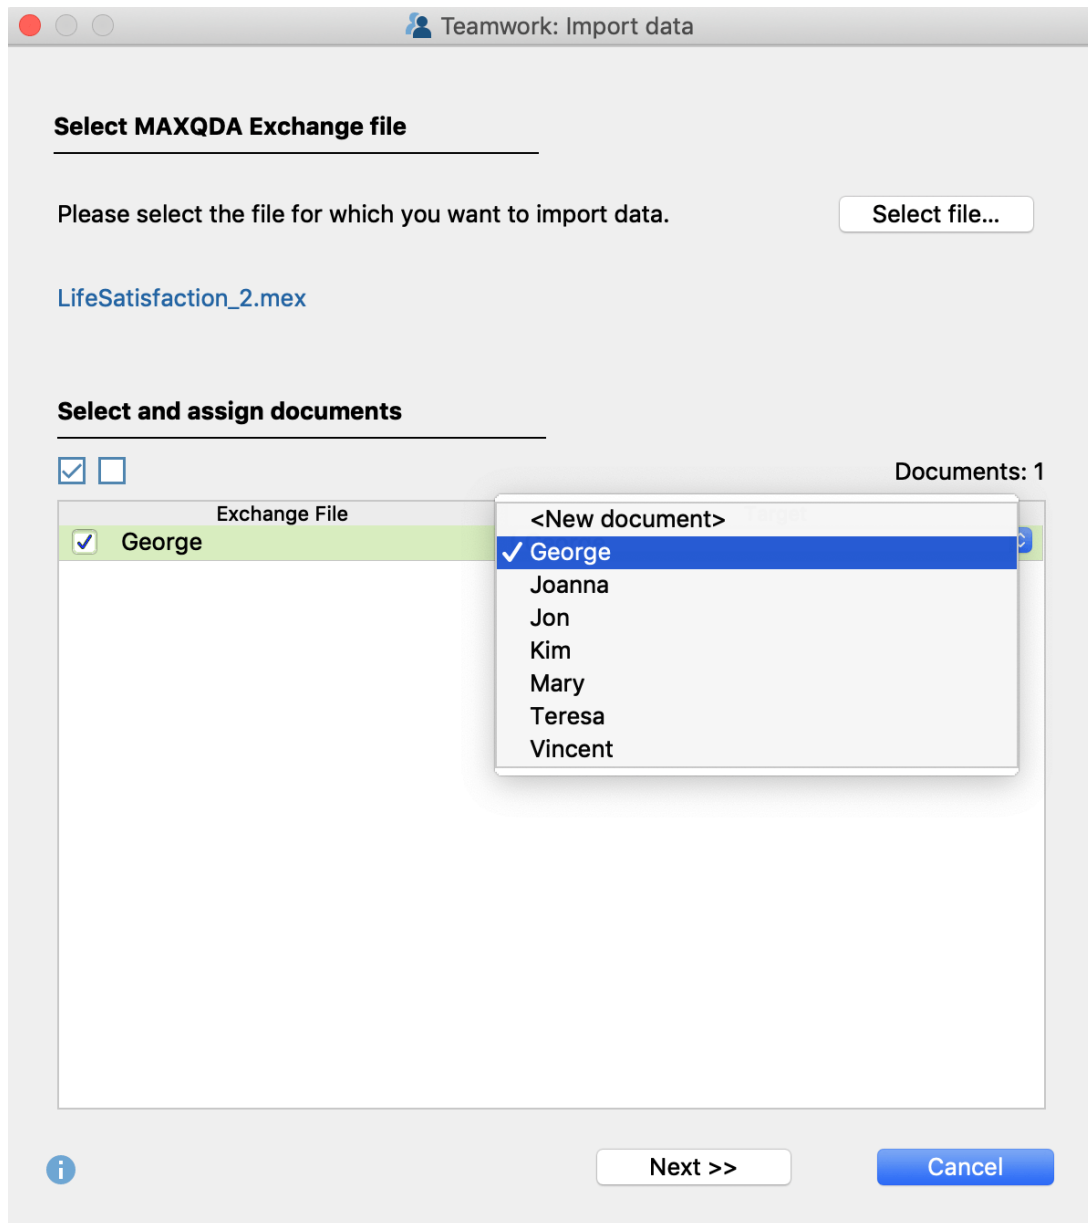 Teamwork: Import data
Select MAXQDA Exchange file
Please select the file for which you want to import data.
Select file...
LifeSatisfaction_2.mex
Select and assign documents
Documents: 1
Exchange File
Target
George
<New document>
George
Joanna
Jon
Kim
Mary
Teresa
Vincent
Next >>
Cancel